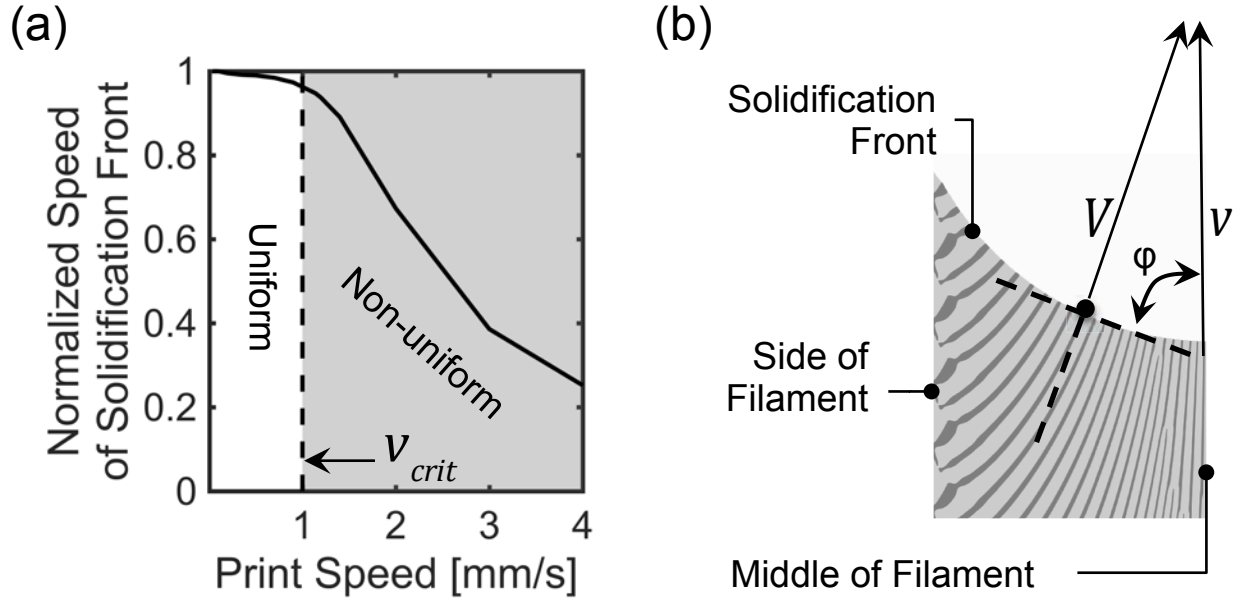 (a)
Normalized Speed
of Solidification Front
1
0.8
0.6
0.4
0.2
0
Uniform
Non-uniform
v crit
1
2
3
4
Print Speed [mm/s]
(b)
Solidification
Front
V
v
φ
Side of
Filament
Middle of Filament